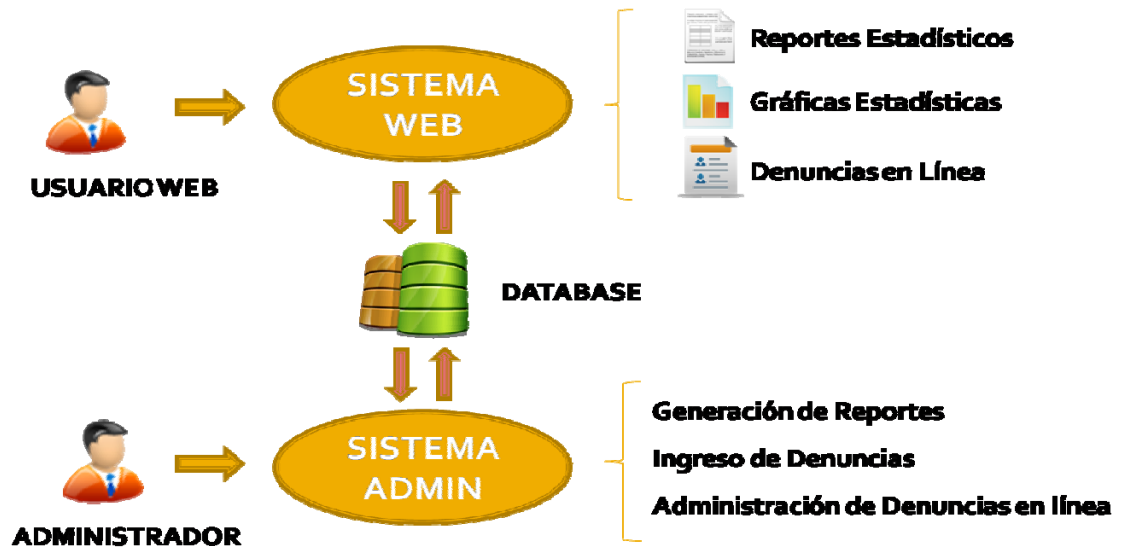 Reportes Estadísticos
SISTEMA
WEB
Gráficas Estadísticas
Denuncias en Línea
USUARIO WEB
DATABASE
Generación de Reportes
SISTEMA
ADMIN
Ingreso de Denuncias
Administración de Denuncias en línea
ADMINISTRADOR